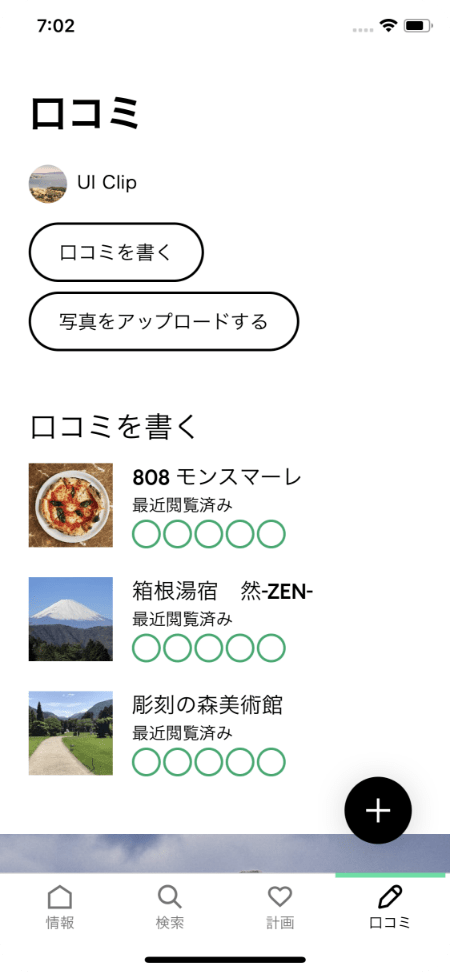 7:02
口コミ
UI Clip
口コミを書く
写真をアップロードする
口コミを書く
808 モンスマーレ
最近閲覧済み
箱根湯宿　然-ZEN-
最近閲覧済み
彫刻の森美術館
最近閲覧済み
情報
検索
計画
口コミ